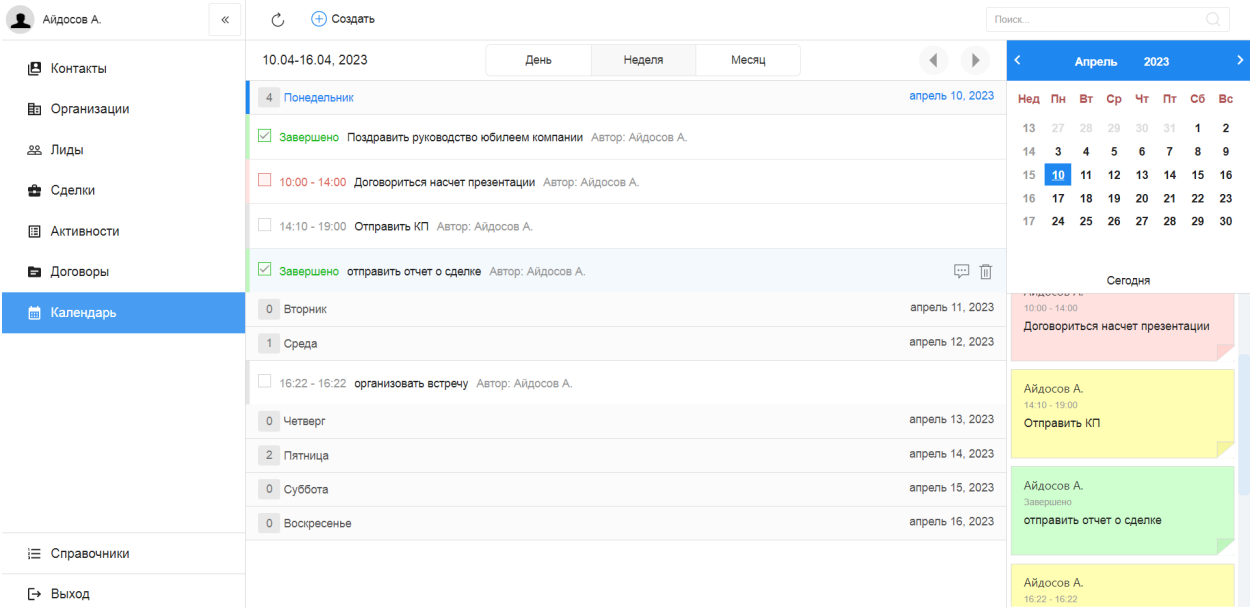 Айдосов А.
«
Создать
Поиск...
Контакты
Организации
Лиды
Сделки
Активности
Договоры
Календарь
Справочники
Выход
10.04-16.04, 2023
День Неделя Месяц
4 Понедельник апрель 10, 2023
Завершено Поздравить руководство юбилеем компании Автор: Айдосов А.
10:00 - 14:00 Договориться насчет презентации Автор: Айдосов А.
14:10 - 19:00 Отправить КП Автор: Айдосов А.
Завершено отправить отчет о сделке Автор: Айдосов А.
0 Вторник апрель 11, 2023
1 Среда апрель 12, 2023
16:22 - 16:22 организовать встречу Автор: Айдосов А.
0 Четверг апрель 13, 2023
2 Пятница апрель 14, 2023
0 Суббота апрель 15, 2023
0 Воскресенье апрель 16, 2023
Апрель 2023
Нед Пн Вт Ср Чт Пт Сб Вс
13 27 28 29 30 31 1 2
14 3 4 5 6 7 8 9
15 10 11 12 13 14 15 16
16 17 18 19 20 21 22 23
17 24 25 26 27 28 29 30
Сегодня
Айдосов А.
10:00 - 14:00
Договориться насчет презентации
Айдосов А.
14:10 - 19:00
Отправить КП
Айдосов А.
Завершено
отправить отчет о сделке
Айдосов А.
16:22 - 16:22